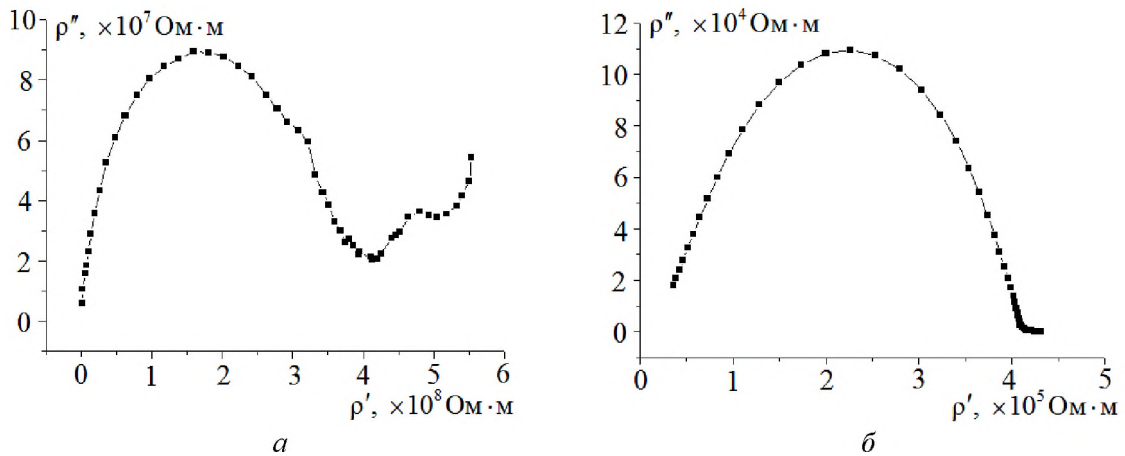 ρ″, ×10⁷ Ом·м
10
8
6
4
2
0
0 1 2 3 4 5 6
ρ′, ×10⁸ Ом·м
а
ρ″, ×10⁴ Ом·м
12
10
8
6
4
2
0
0 1 2 3 4 5
ρ′, ×10⁵ Ом·м
б